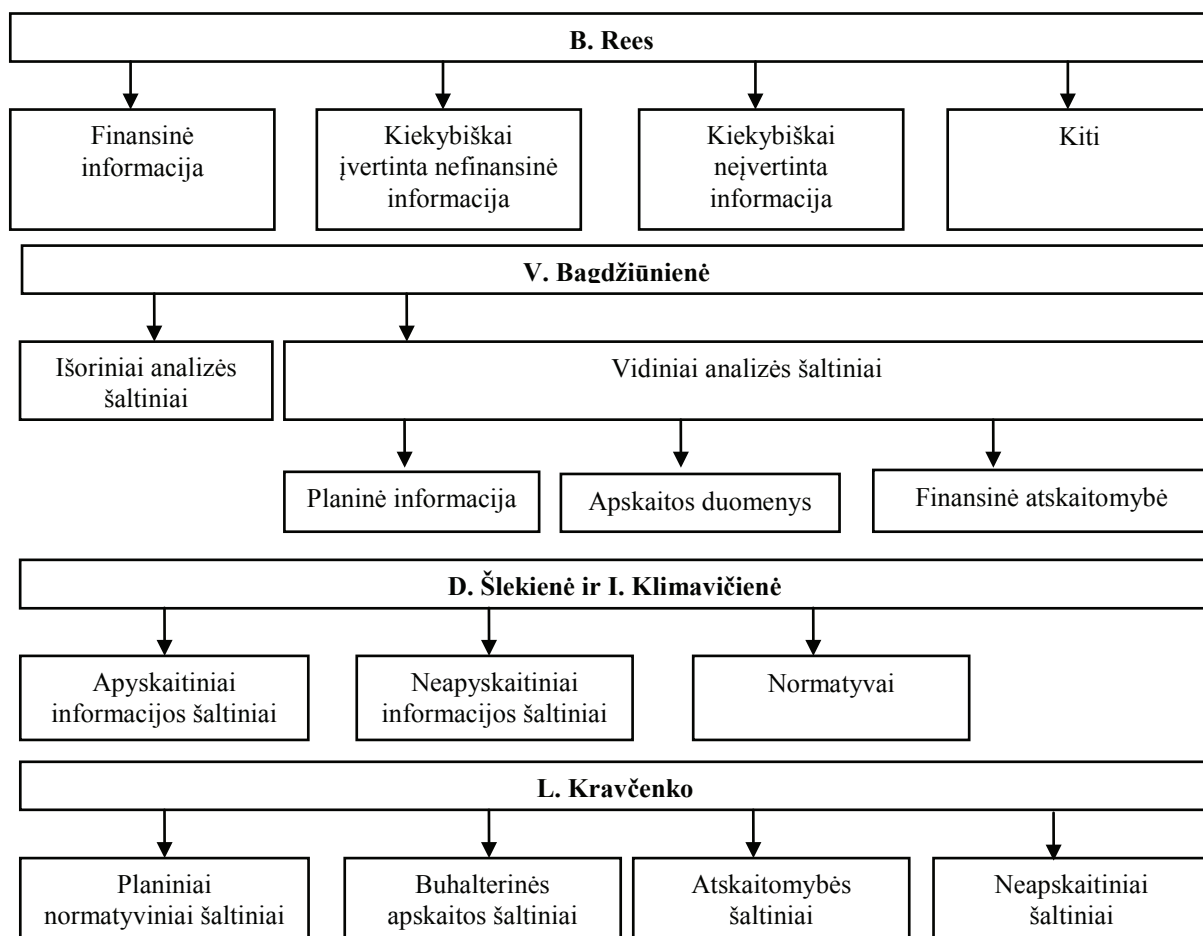 B. Rees
Finansinė
informacija
Kiekybiškai
įvertinta nefinansinė
informacija
Kiekybiškai
neįvertinta
informacija
Kiti
V. Bagdžiūnienė
Išoriniai analizės
šaltiniai
Vidiniai analizės šaltiniai
Planinė informacija
Apskaitos duomenys
Finansinė atskaitomybė
D. Šlekienė ir I. Klimavičienė
Apyskaitiniai
informacijos šaltiniai
Neapyskaitiniai
informacijos šaltiniai
Normatyvai
L. Kravčenko
Planiniai
normatyviniai šaltiniai
Buhalterinės
apskaitos šaltiniai
Atskaitomybės
šaltiniai
Neapskaitiniai
šaltiniai